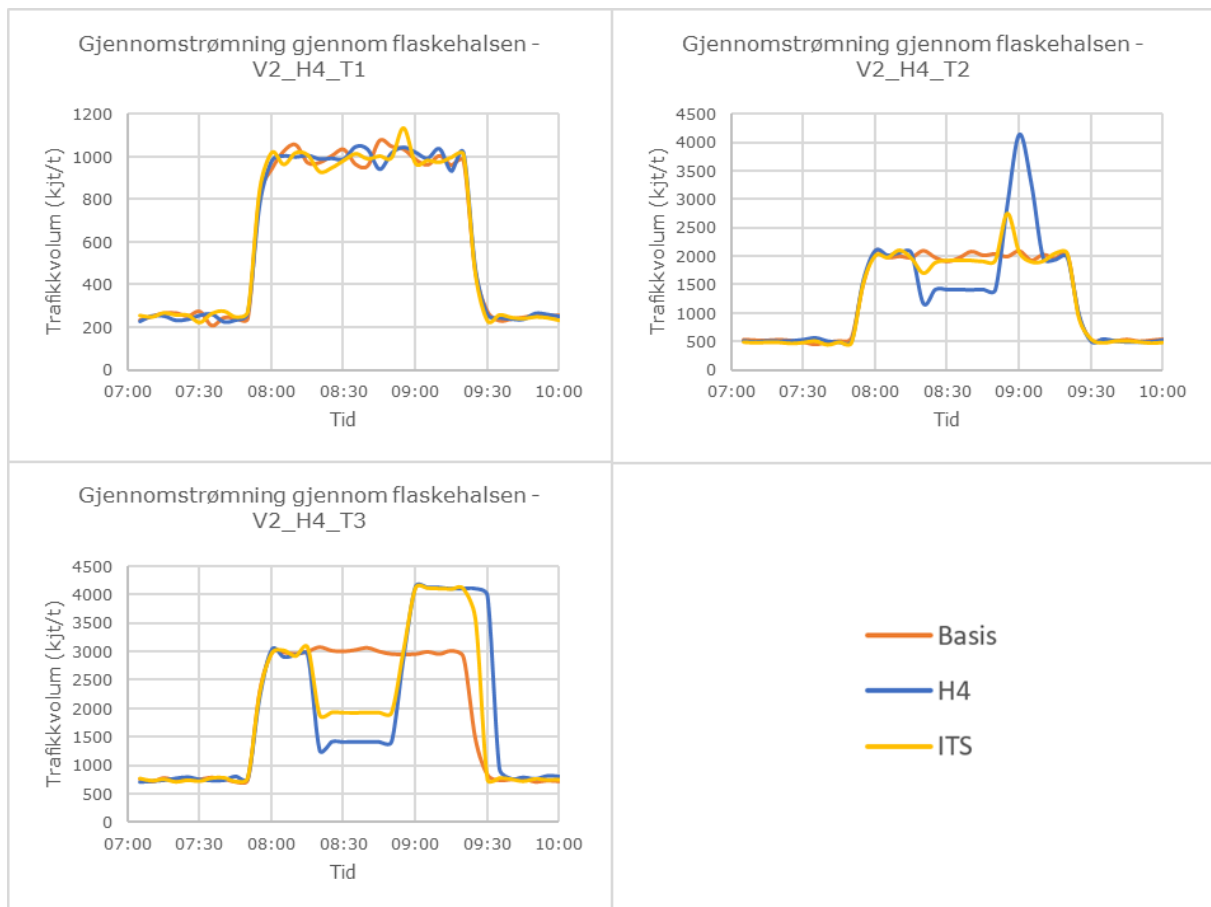 Gjennomstrømning gjennom flaskehalsen -
V2_H4_T1
Trafikkvolum (kjt/t)
1200
1000
800
600
400
200
0
07:00 07:30 08:00 08:30 09:00 09:30 10:00
Tid
Gjennomstrømning gjennom flaskehalsen -
V2_H4_T2
Trafikkvolum (kjt/t)
4500
4000
3500
3000
2500
2000
1500
1000
500
0
07:00 07:30 08:00 08:30 09:00 09:30 10:00
Tid
Gjennomstrømning gjennom flaskehalsen -
V2_H4_T3
Trafikkvolum (kjt/t)
4500
4000
3500
3000
2500
2000
1500
1000
500
0
07:00 07:30 08:00 08:30 09:00 09:30 10:00
Tid
Basis
H4
ITS